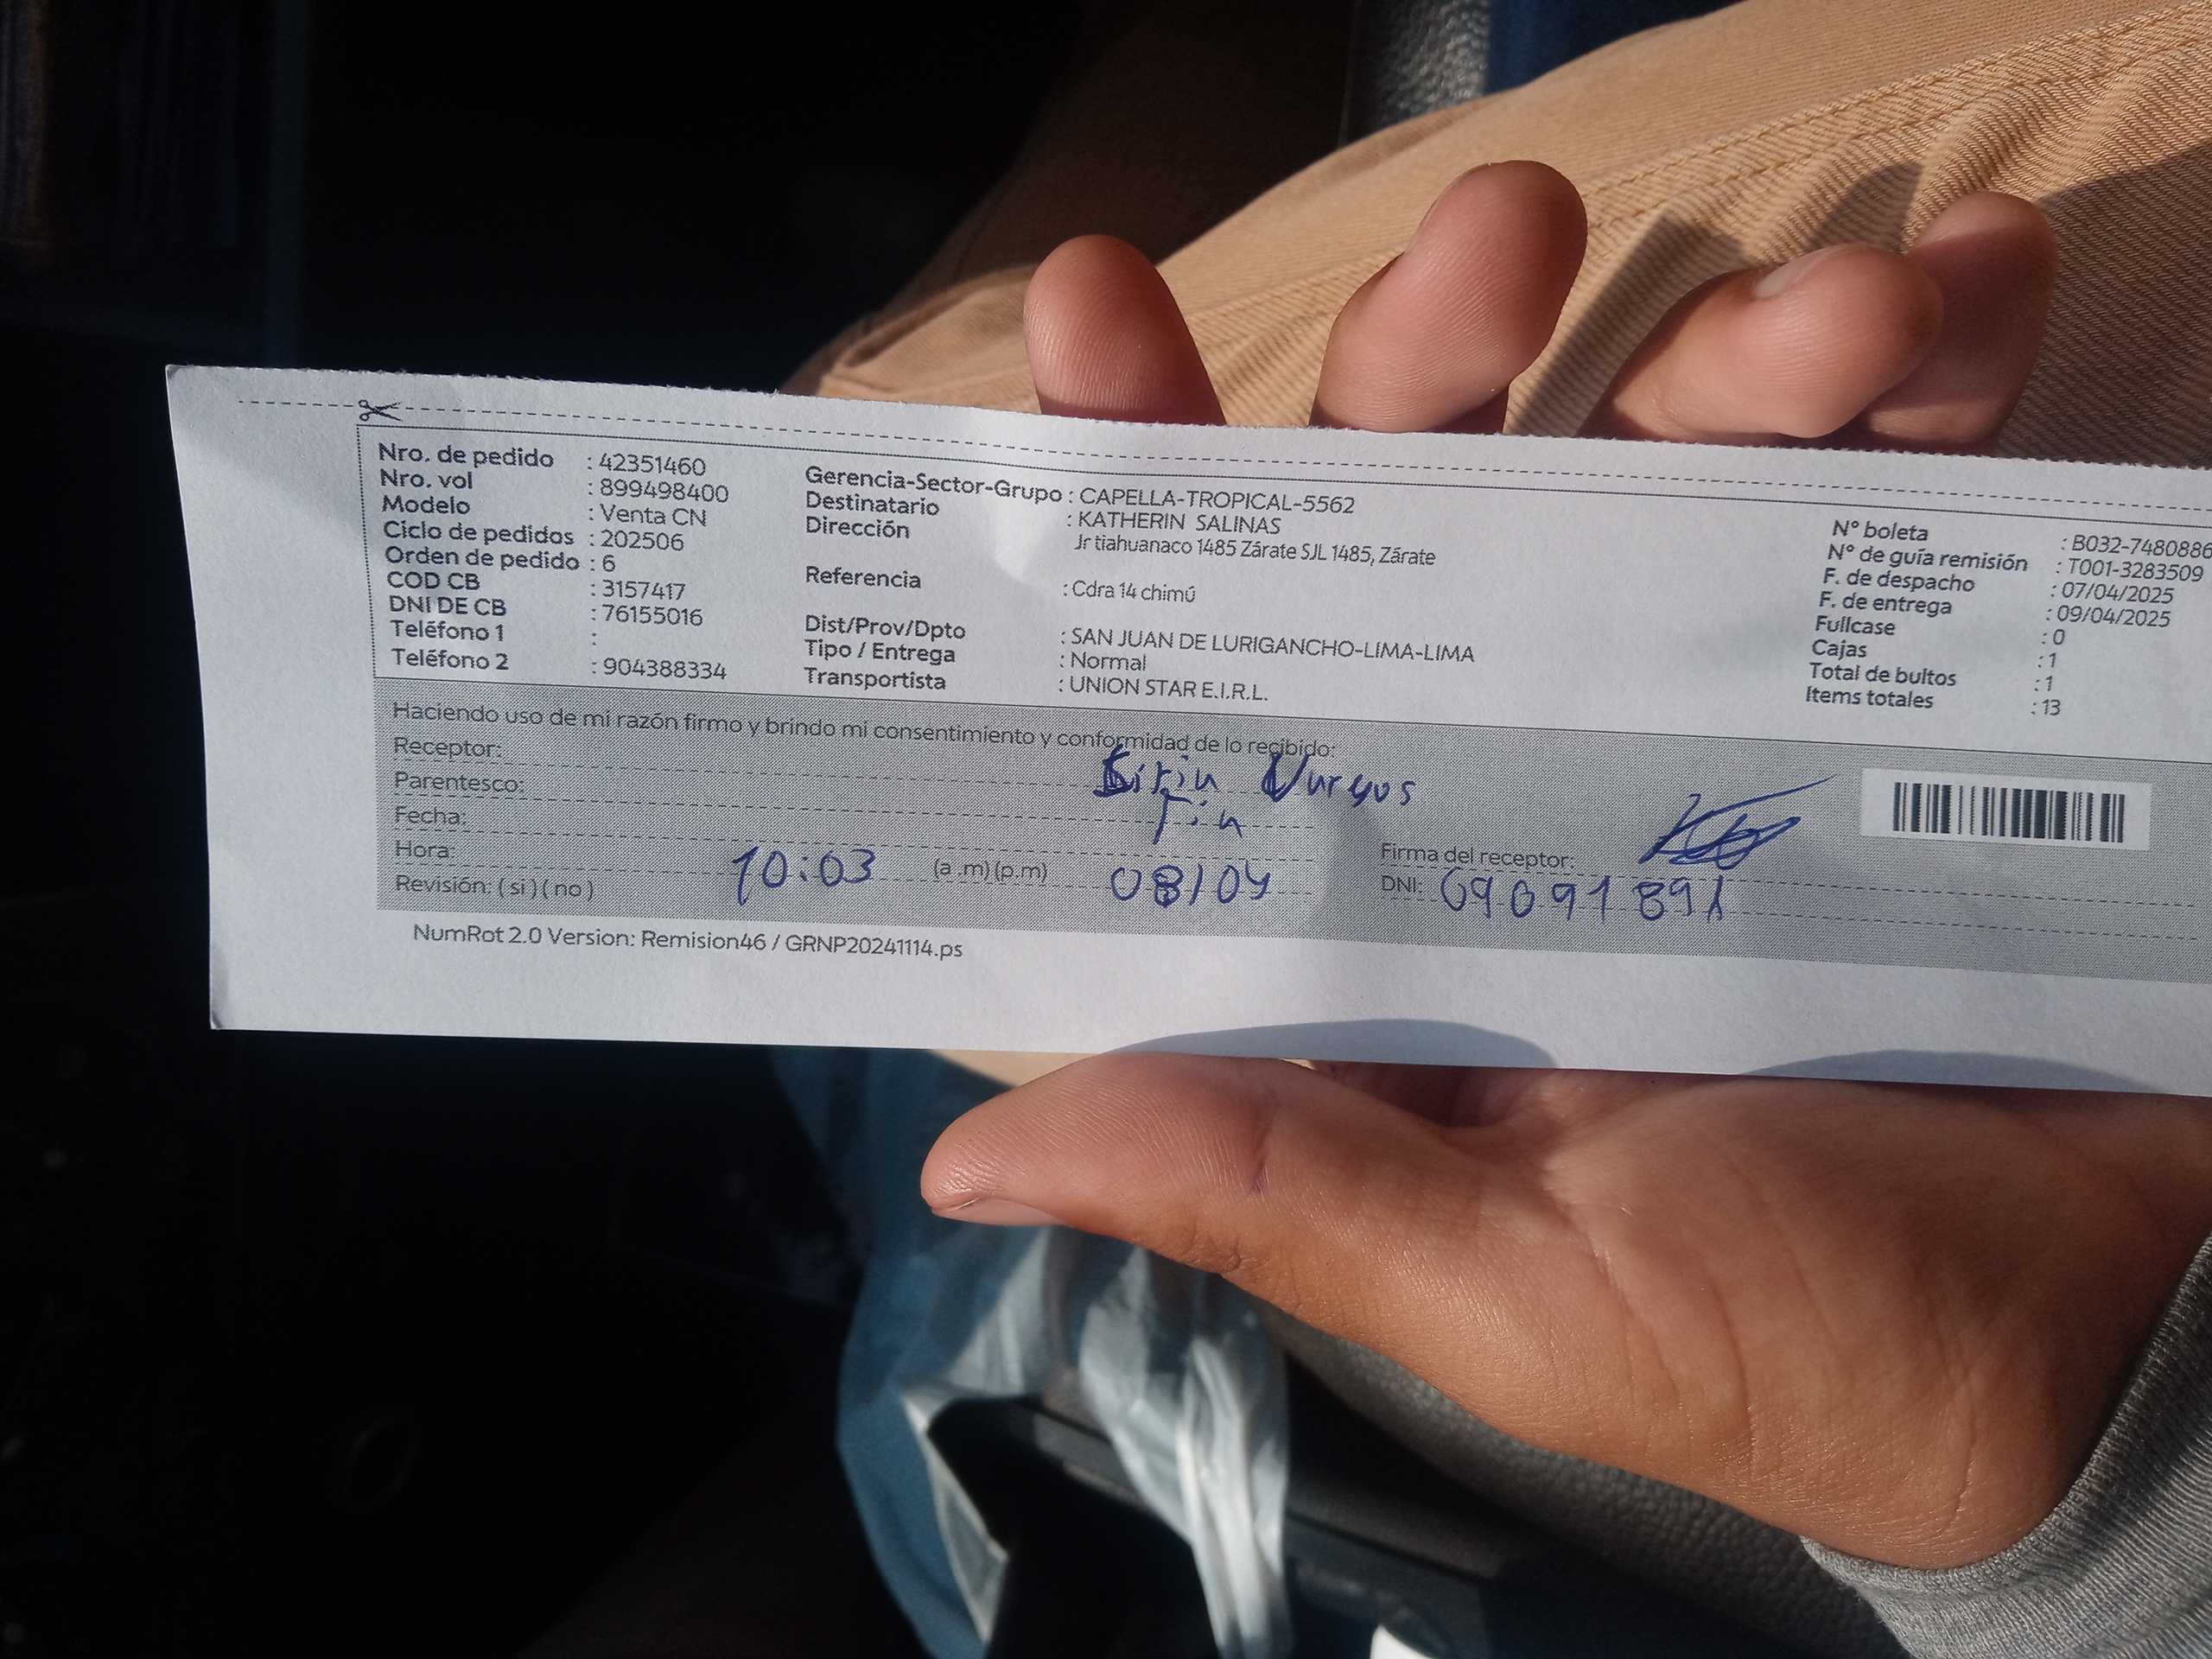 Nro. de pedido : 42351460
Nro. vol : 899498400
Modelo : Venta CN
Ciclo de pedidos : 202506
Orden de pedido : 6
COD CB : 3157417
DNI DE CB : 76155016
Teléfono 1 :
Teléfono 2 : 904388334
Gerencia-Sector-Grupo : CAPELLA-TROPICAL-5562
Destinatario : KATHERIN SALINAS
Dirección Jr tiahuanaco 1485 Zárate SJL 1485, Zárate
Referencia : Cdra 14 chimú
Dist/Prov/Dpto : SAN JUAN DE LURIGANCHO-LIMA-LIMA
Tipo / Entrega : Normal
Transportista : UNION STAR E.I.R.L.
N° boleta : B032-7480886
N° de guía remisión : T001-3283509
F. de despacho : 07/04/2025
F. de entrega : 09/04/2025
Fullcase : 0
Cajas : 1
Total de bultos : 1
Items totales : 13
Haciendo uso de mi razón firmo y brindo mi consentimiento y conformidad de lo recibido:
Receptor:
Parentesco:
Fecha:
Hora: 10:03 (a .m)(p.m) 08/04
Revisión: ( si ) ( no )
Firma del receptor:
DNI:
NumRot 2.0 Version: Remision46 / GRNP20241114.ps